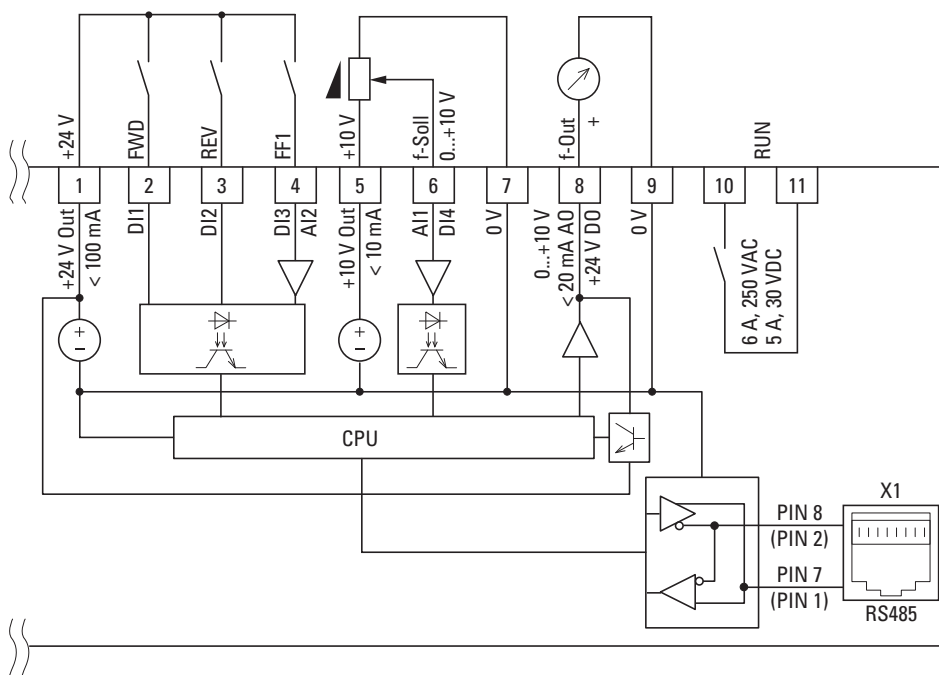 +24 V
FWD
REV
FF1
+10 V
f-Soll
0...+10 V
f-Out
+
RUN
1
2
3
4
5
6
7
8
9
10
11
+24 V Out
< 100 mA
DI1
DI2
DI3
AI2
+10 V Out
< 10 mA
AI1
DI4
0 V
0...+10 V
< 20 mA AO
+24 V DO
0 V
6 A, 250 VAC
5 A, 30 VDC
+
-
+
-
CPU
X1
PIN 8
(PIN 2)
PIN 7
(PIN 1)
RS485